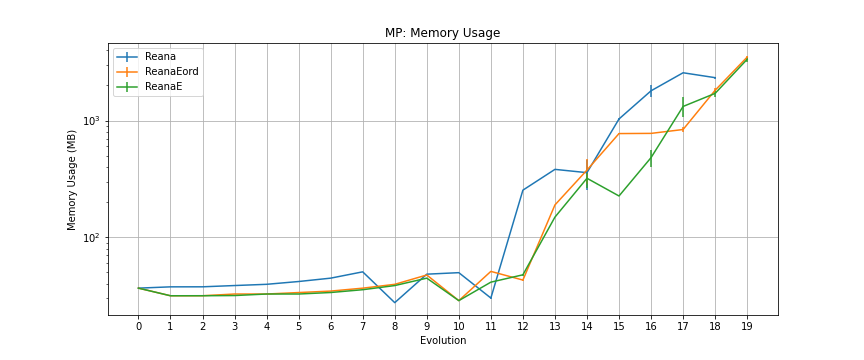 MP: Memory Usage
Reana
ReanaEord
ReanaE
Memory Usage (MB)
10³
10²
0 1 2 3 4 5 6 7 8 9 10 11 12 13 14 15 16 17 18 19
Evolution